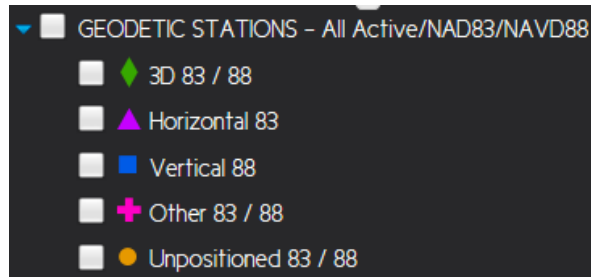 GEODETIC STATIONS - All Active/NAD83/NAVD88
3D 83 / 88
Horizontal 83
Vertical 88
Other 83 / 88
Unpositioned 83 / 88